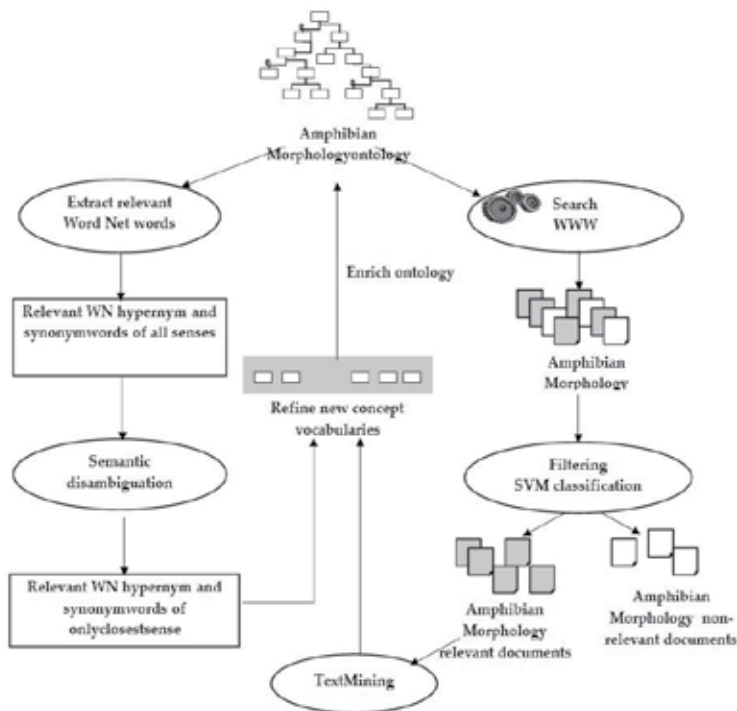 Amphibian
Morphologyontology
Extract relevant
Word Net words
Search
WWW
Enrich ontology
Relevant WN hypernym and
synonymwords of all senses
Amphibian
Morphology
Refine new concept
vocabularies
Semantic
disambiguation
Filtering
SVM classification
Relevant WN hypernym and
synonymwords of
onlyclosestsense
Amphibian
Morphology
relevant documents
Amphibian
Morphology non-
relevant documents
TextMining